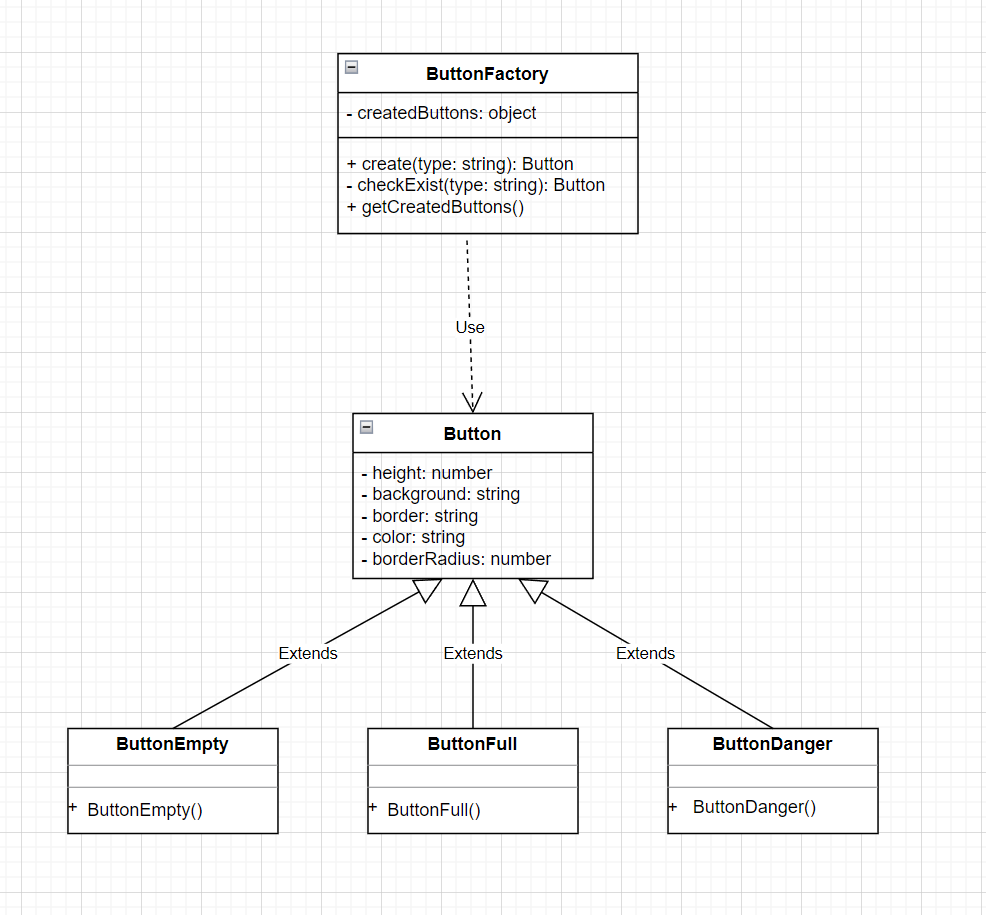 ButtonFactory
- createdButtons: object
+ create(type: string): Button
- checkExist(type: string): Button
+ getCreatedButtons()
Use
Button
- height: number
- background: string
- border: string
- color: string
- borderRadius: number
Extends
Extends
Extends
ButtonEmpty
+ ButtonEmpty()
ButtonFull
+ ButtonFull()
ButtonDanger
+ ButtonDanger()